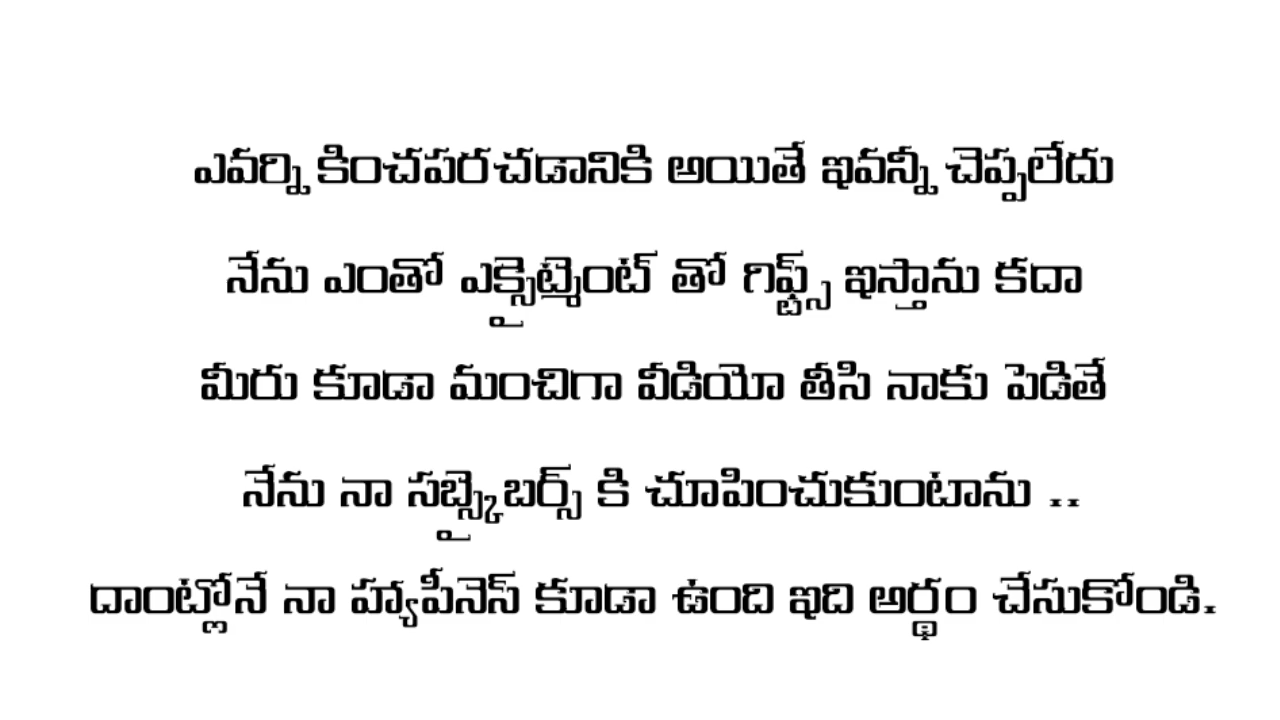 ఎవర్ని కించపరచడానికి అయితే ఇవన్నీ చెప్పలేదు
నేను ఎంతో ఎక్సైట్మెంట్ తో గిఫ్ట్స్ ఇస్తాను కదా
మీరు కూడా మంచిగా వీడియో తీసి నాకు పెడితే
నేను నా సబ్స్కైబర్స్ కి చూపించుకుంటాను ..
దాంట్లోనే నా హ్యాపీనెస్ కూడా ఉంది ఇది అర్థం చేసుకోండి.